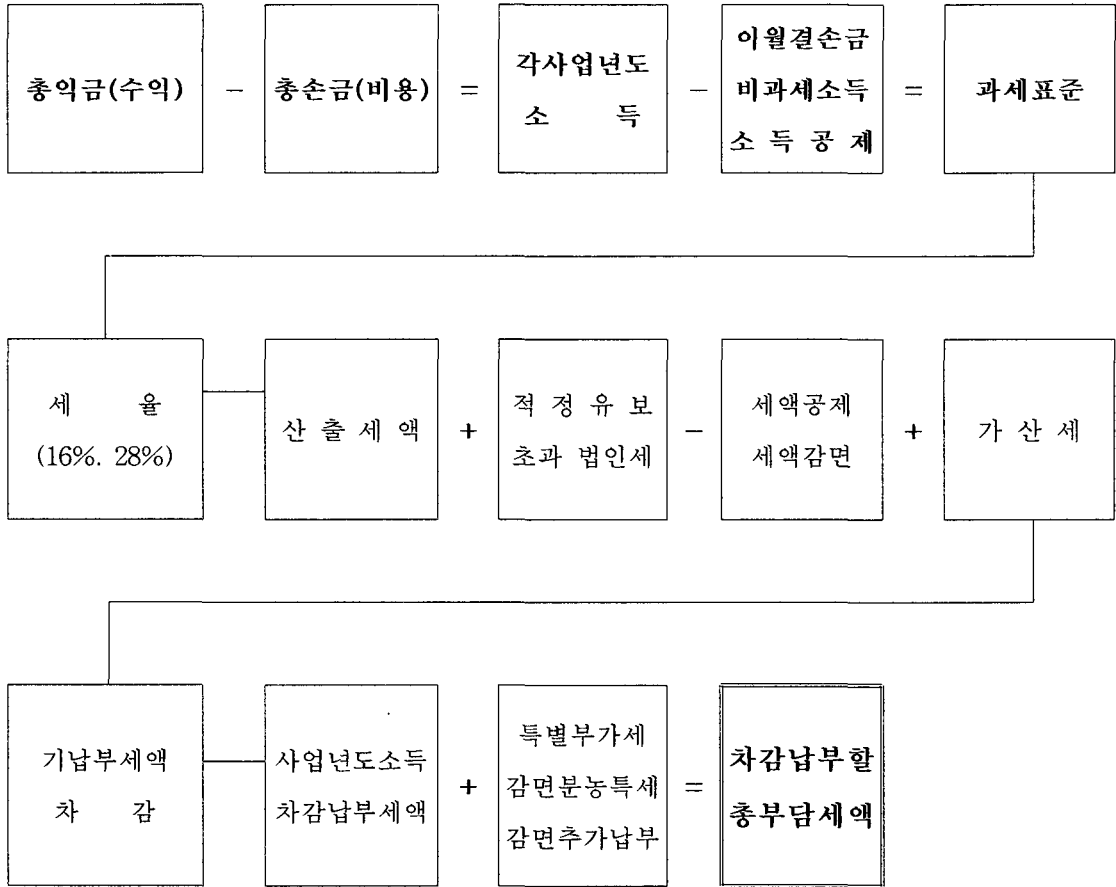 총익금(수익) - 총손금(비용) = 각사업년도
소 득 - 이월결손금
비과세소득
소 득 공 제 = 과세표준
세 율
(16%. 28%)
산 출 세 액 + 적 정 유 보
초과 법인세 - 세액공제
세액감면 + 가 산 세
기납부세액
차 감
사업년도소득
차감납부세액 + 특별부가세
감면분농특세
감면추가납부 = 차감납부할
총부담세액